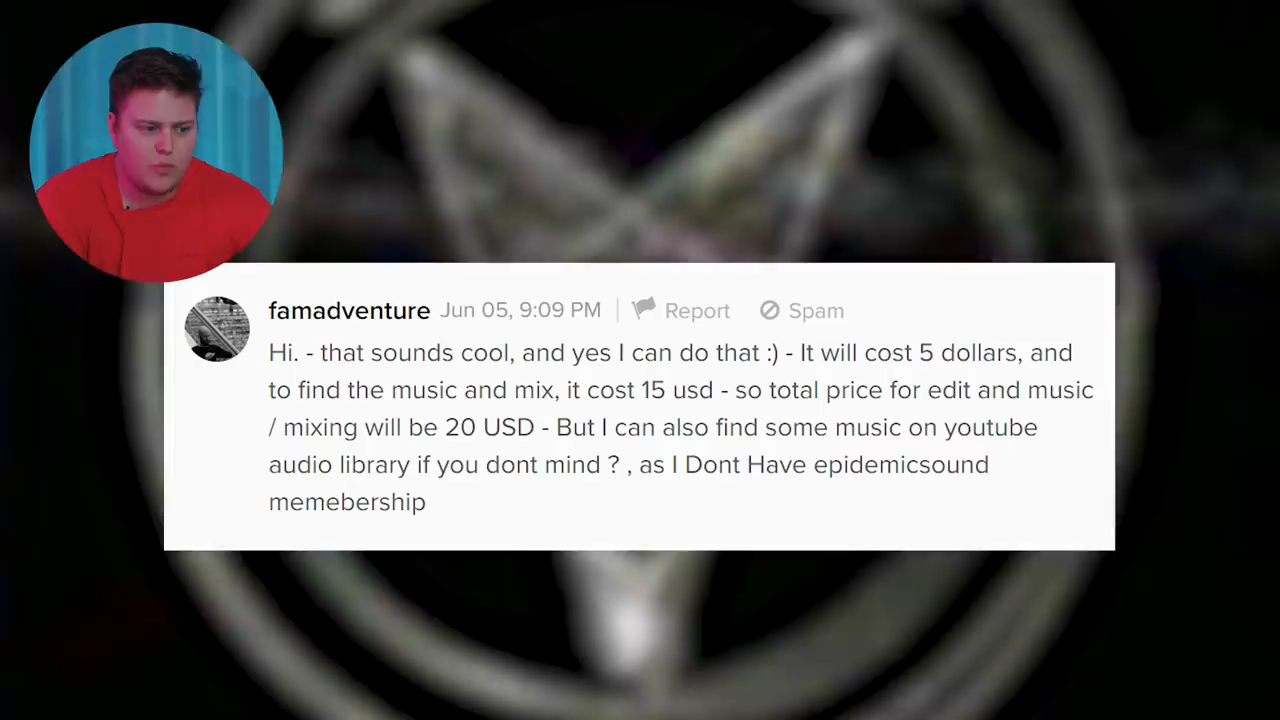 famadventure Jun 05, 9:09 PM | Report Spam
Hi. - that sounds cool, and yes I can do that :) - It will cost 5 dollars, and
to find the music and mix, it cost 15 usd - so total price for edit and music
/ mixing will be 20 USD - But I can also find some music on youtube
audio library if you dont mind ? , as I Dont Have epidemicsound
memebership